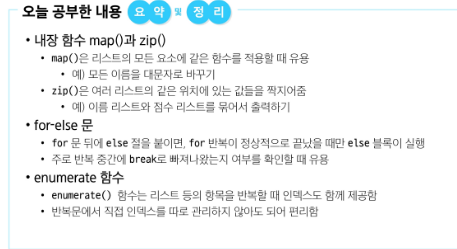 오늘 공부한 내용 요약 및 정리
• 내장 함수 map()과 zip()
• map()은 리스트의 모든 요소에 같은 함수를 적용할 때 유용
• 예) 모든 이름을 대문자로 바꾸기
• zip()은 여러 리스트의 같은 위치에 있는 값들을 짝지어줌
• 예) 이름 리스트와 점수 리스트를 묶어서 출력하기
• for-else 문
• for 문 뒤에 else 절을 붙이면, for 반복이 정상적으로 끝났을 때만 else 블록이 실행
• 주로 반복 중간에 break로 빠져나왔는지 여부를 확인할 때 유용
• enumerate 함수
• enumerate() 함수는 리스트 등의 항목을 반복할 때 인덱스도 함께 제공함
• 반복문에서 직접 인덱스를 따로 관리하지 않아도 되어 편리함